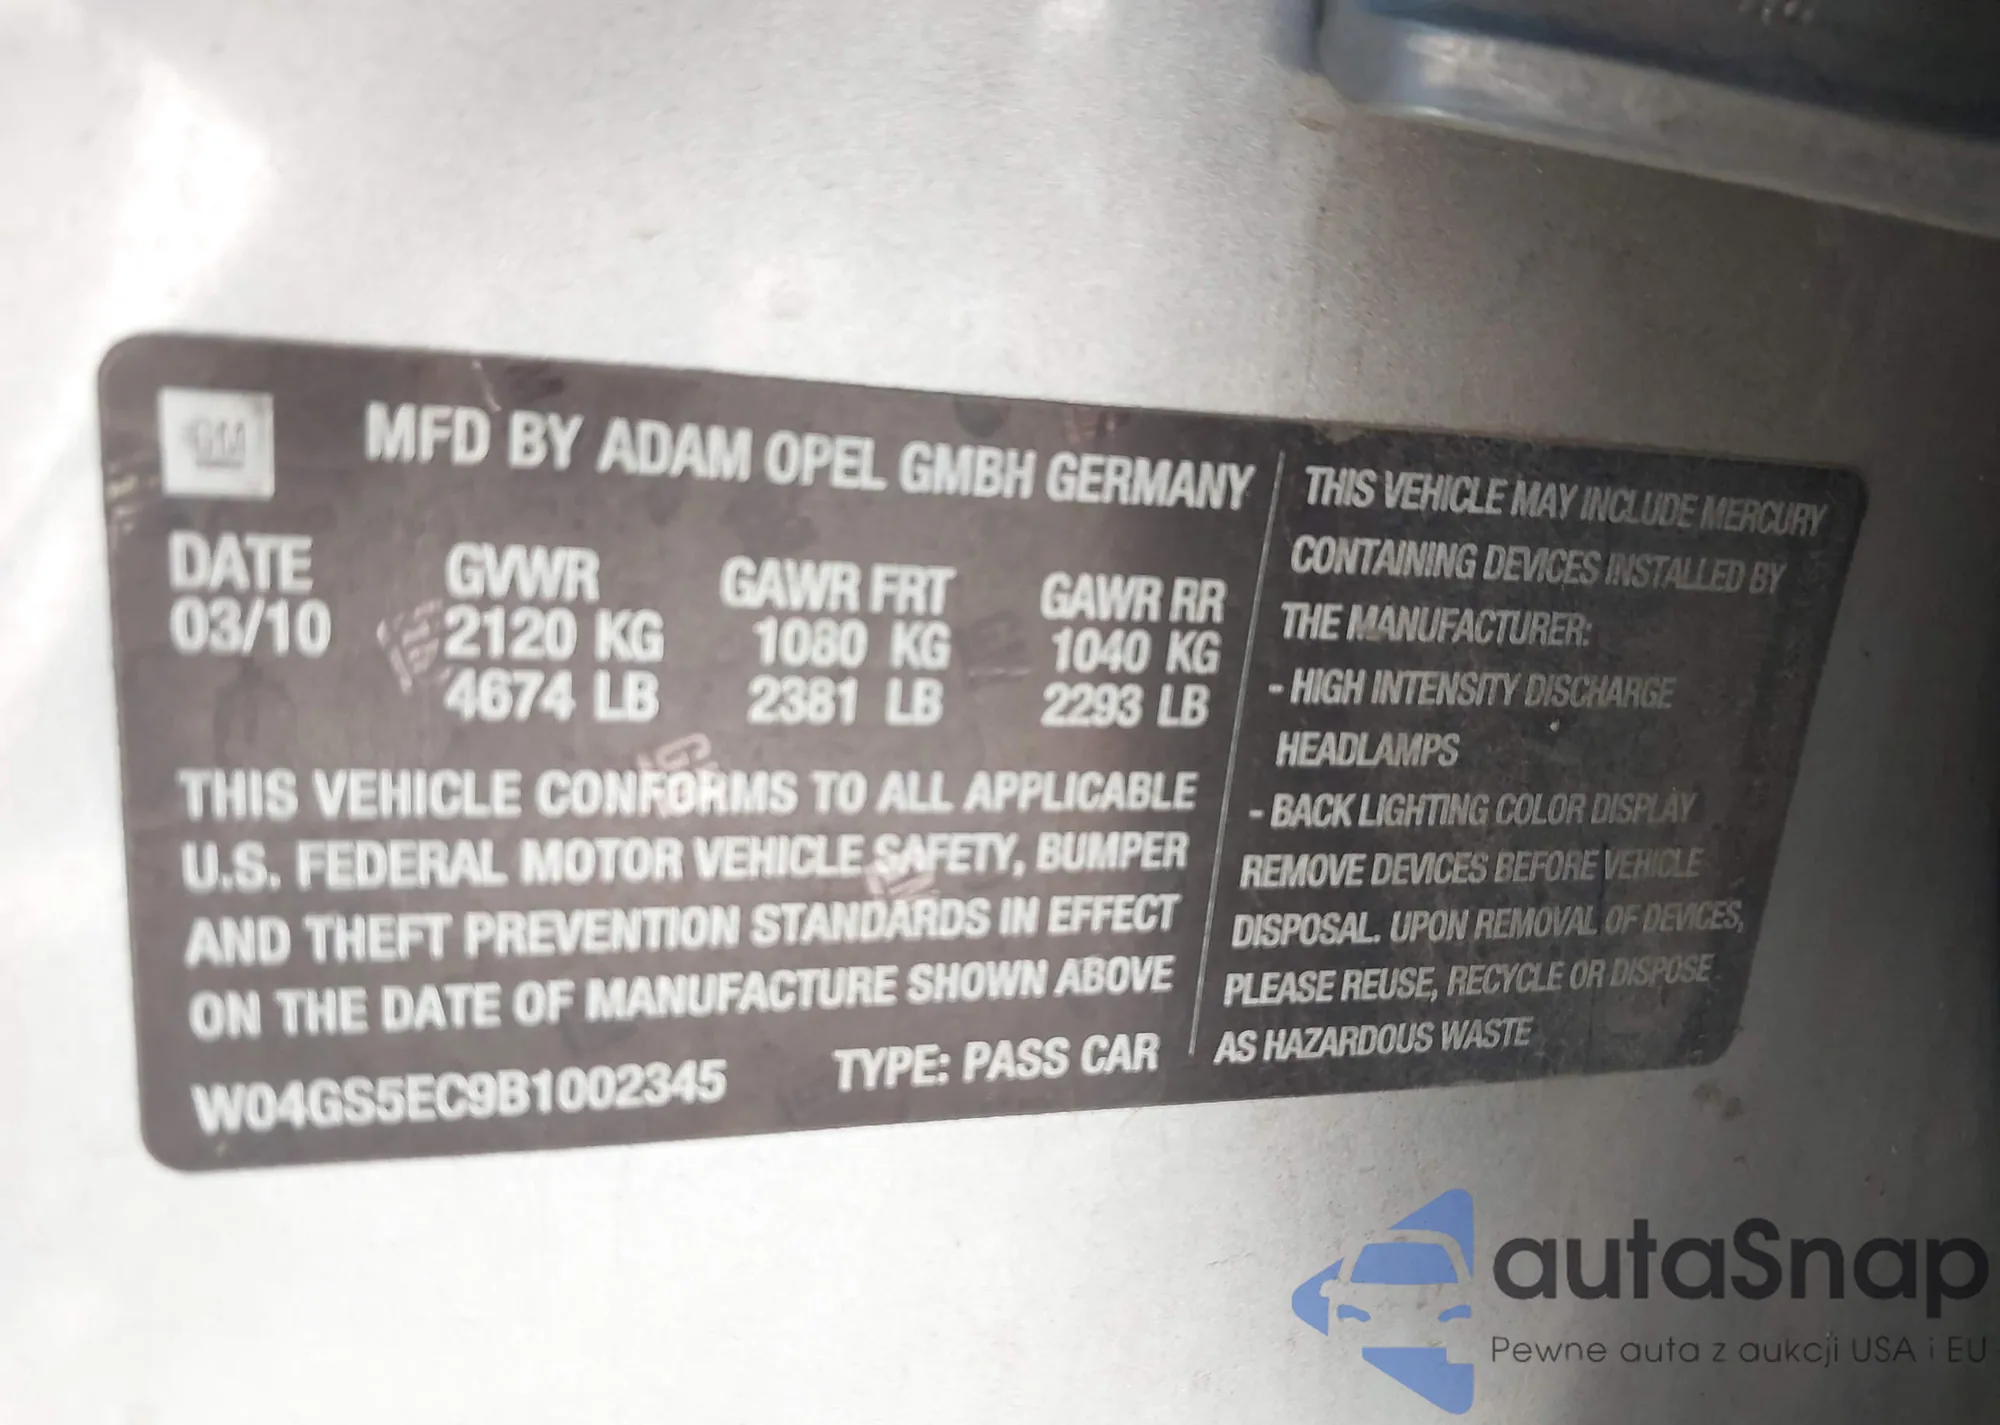 GM
MFD BY ADAM OPEL GMBH GERMANY
DATE GVWR GAWR FRT GAWR RR
03/10 2120 KG 1080 KG 1040 KG
4674 LB 2381 LB 2293 LB
THIS VEHICLE CONFORMS TO ALL APPLICABLE
U.S. FEDERAL MOTOR VEHICLE SAFETY, BUMPER
AND THEFT PREVENTION STANDARDS IN EFFECT
ON THE DATE OF MANUFACTURE SHOWN ABOVE
W04GS5EC9B1002345 TYPE: PASS CAR
THIS VEHICLE MAY INCLUDE MERCURY
CONTAINING DEVICES INSTALLED BY
THE MANUFACTURER:
- HIGH INTENSITY DISCHARGE
HEADLAMPS
- BACK LIGHTING COLOR DISPLAY
REMOVE DEVICES BEFORE VEHICLE
DISPOSAL. UPON REMOVAL OF DEVICES,
PLEASE REUSE, RECYCLE OR DISPOSE
AS HAZARDOUS WASTE
autaSnap
Pewne auta z aukcji USA i EU